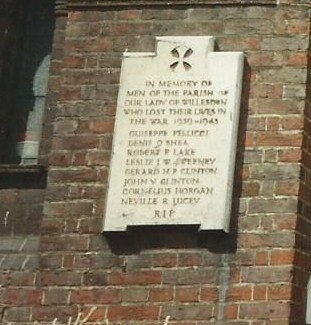 IN MEMORY OF
MEN OF THE PARISH OF
OUR LADY OF WILLESDEN
WHO LOST THEIR LIVES IN
THE WAR 1939-1945
GUISEPPE PELLICCI
DENIS O'SHEA
ROBERT P LAKE
LESLIE J W SWEENEY
GERARD H P CLINTON
JOHN V CLINTON
CORNELIUS HORGAN
NEVILLE R LUCEY
R I P